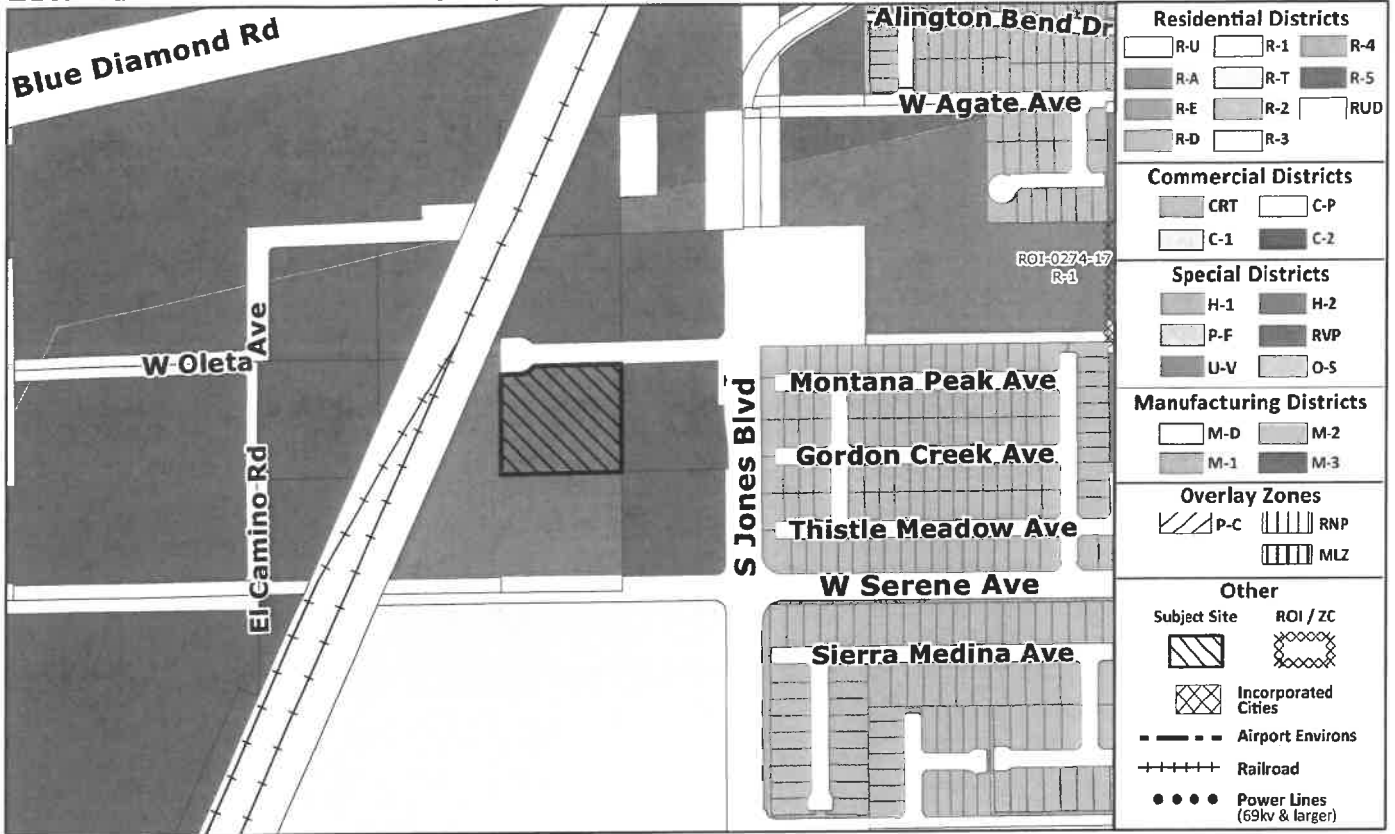 Blue Diamond Rd
Alington Bend Dr
W Agate Ave
ROI-0274-17
R-1
W Oleta Ave
El Camino Rd
S Jones Blvd
Montana Peak Ave
Gordon Creek Ave
Thistle Meadow Ave
W Serene Ave
Sierra Medina Ave
Residential Districts
R-U R-1 R-4
R-A R-T R-5
R-E R-2 RUD
R-D R-3
Commercial Districts
CRT C-P
C-1 C-2
Special Districts
H-1 H-2
P-F RVP
U-V O-S
Manufacturing Districts
M-D M-2
M-1 M-3
Overlay Zones
P-C RNP
MLZ
Other
Subject Site ROI / ZC
Incorporated
Cities
Airport Environs
Railroad
Power Lines
(69kv & larger)